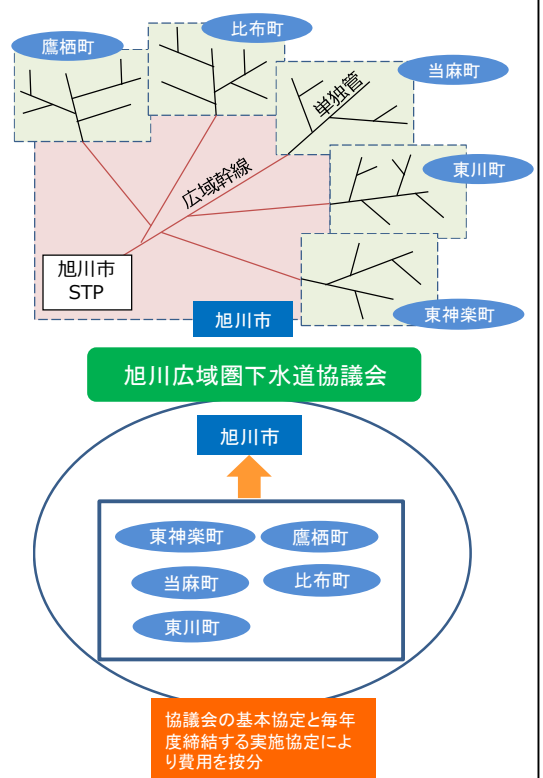 鷹栖町
比布町
当麻町
単独管
広域幹線
東川町
旭川市
STP
東神楽町
旭川市
旭川広域圏下水道協議会
旭川市
東神楽町
鷹栖町
当麻町
比布町
東川町
協議会の基本協定と毎年
度締結する実施協定によ
り費用を按分